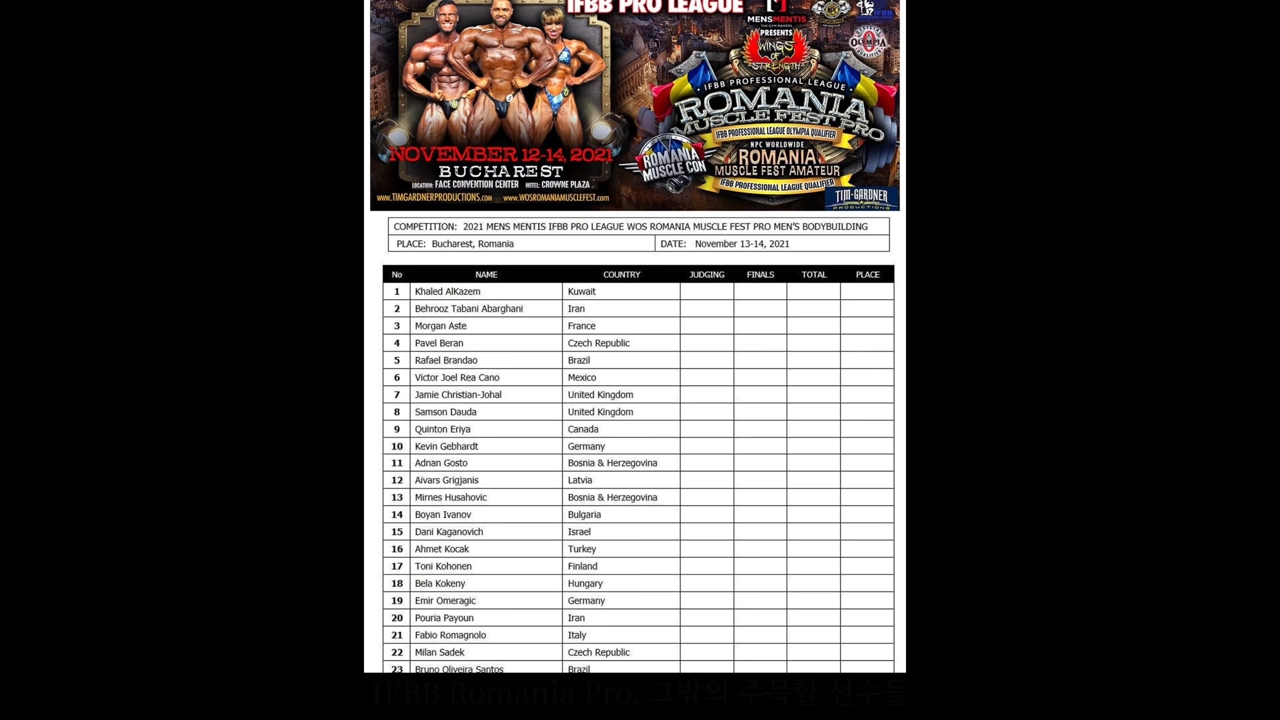 IFBB PRO LEAGUE
MENSMENTIS
PRESENTS
WINGS
OF
STRENGTH
OLYMPIA
IFBB PROFESSIONAL LEAGUE
ROMANIA
MUSCLE FEST PRO
IFBB PROFESSIONAL LEAGUE OLYMPIA QUALIFIER
NPC WORLDWIDE
ROMANIA
MUSCLE FEST AMATEUR
IFBB PROFESSIONAL LEAGUE QUALIFIER
ROMANIA
MUSCLE CON
NOVEMBER 12-14, 2021
BUCHAREST
LOCATION: FACE CONVENTION CENTER HOTEL: CROWNE PLAZA
WWW.TIMGARDNERPRODUCTIONS.COM WWW.WOSROMANIAMUSCLEFEST.COM
TIM-GARDNER
PRODUCTIONS
COMPETITION: 2021 MENS MENTIS IFBB PRO LEAGUE WOS ROMANIA MUSCLE FEST PRO MEN'S BODYBUILDING
PLACE: Bucharest, Romania DATE: November 13-14, 2021
No NAME COUNTRY JUDGING FINALS TOTAL PLACE
1 Khaled AlKazem Kuwait
2 Behrooz Tabani Abarghani Iran
3 Morgan Aste France
4 Pavel Beran Czech Republic
5 Rafael Brandao Brazil
6 Victor Joel Rea Cano Mexico
7 Jamie Christian-Johal United Kingdom
8 Samson Dauda United Kingdom
9 Quinton Eriya Canada
10 Kevin Gebhardt Germany
11 Adnan Gosto Bosnia & Herzegovina
12 Aivars Grigjanis Latvia
13 Mirnes Husahovic Bosnia & Herzegovina
14 Boyan Ivanov Bulgaria
15 Dani Kaganovich Israel
16 Ahmet Kocak Turkey
17 Toni Kohonen Finland
18 Bela Kokeny Hungary
19 Emir Omeragic Germany
20 Pouria Payoun Iran
21 Fabio Romagnolo Italy
22 Milan Sadek Czech Republic
23 Bruno Oliveira Santos Brazil
IFBB Romania Pro, 그밖의 주목할 선수들